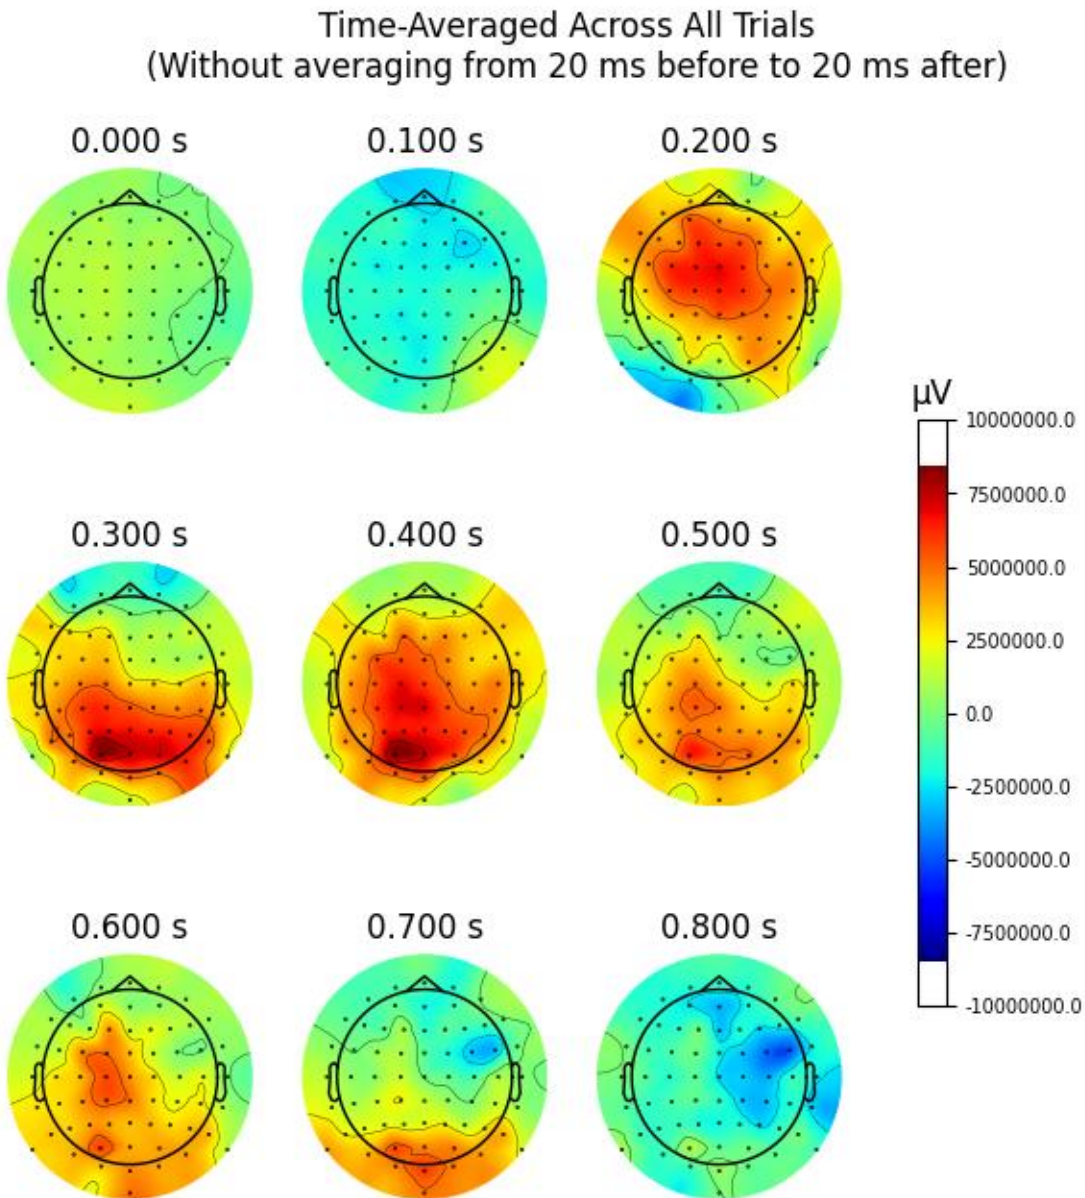 Time-Averaged Across All Trials
(Without averaging from 20 ms before to 20 ms after)
0.000 s
0.100 s
0.200 s
0.300 s
0.400 s
0.500 s
0.600 s
0.700 s
0.800 s
µV
10000000.0
7500000.0
5000000.0
2500000.0
0.0
-2500000.0
-5000000.0
-7500000.0
-10000000.0